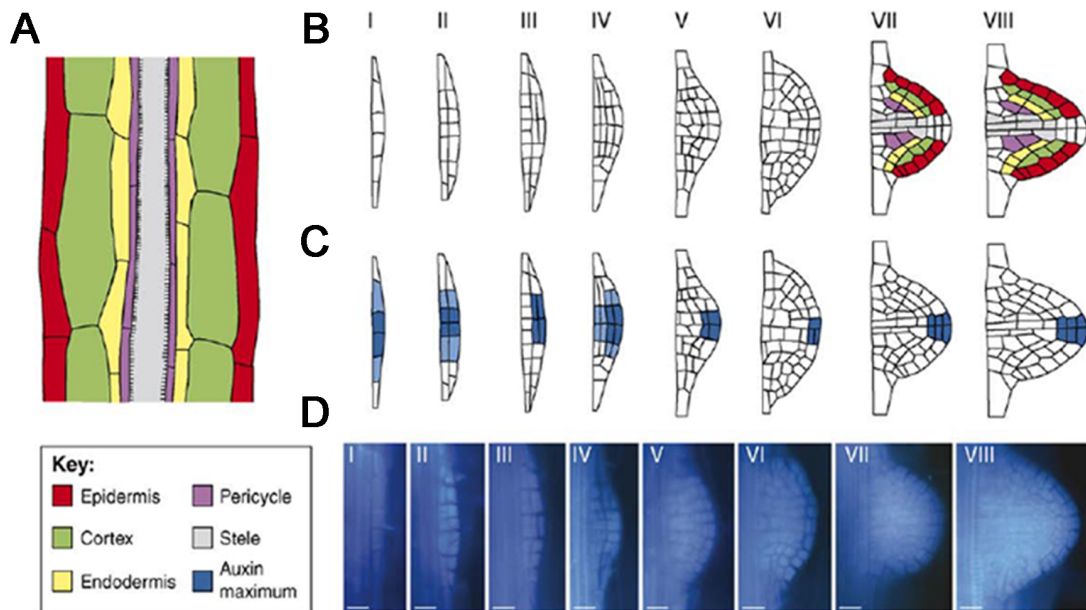 A
B
I II III IV V VI VII VIII
C
D
I II III IV V VI VII VIII
Key:
Epidermis Pericycle
Cortex Stele
Endodermis Auxin
maximum